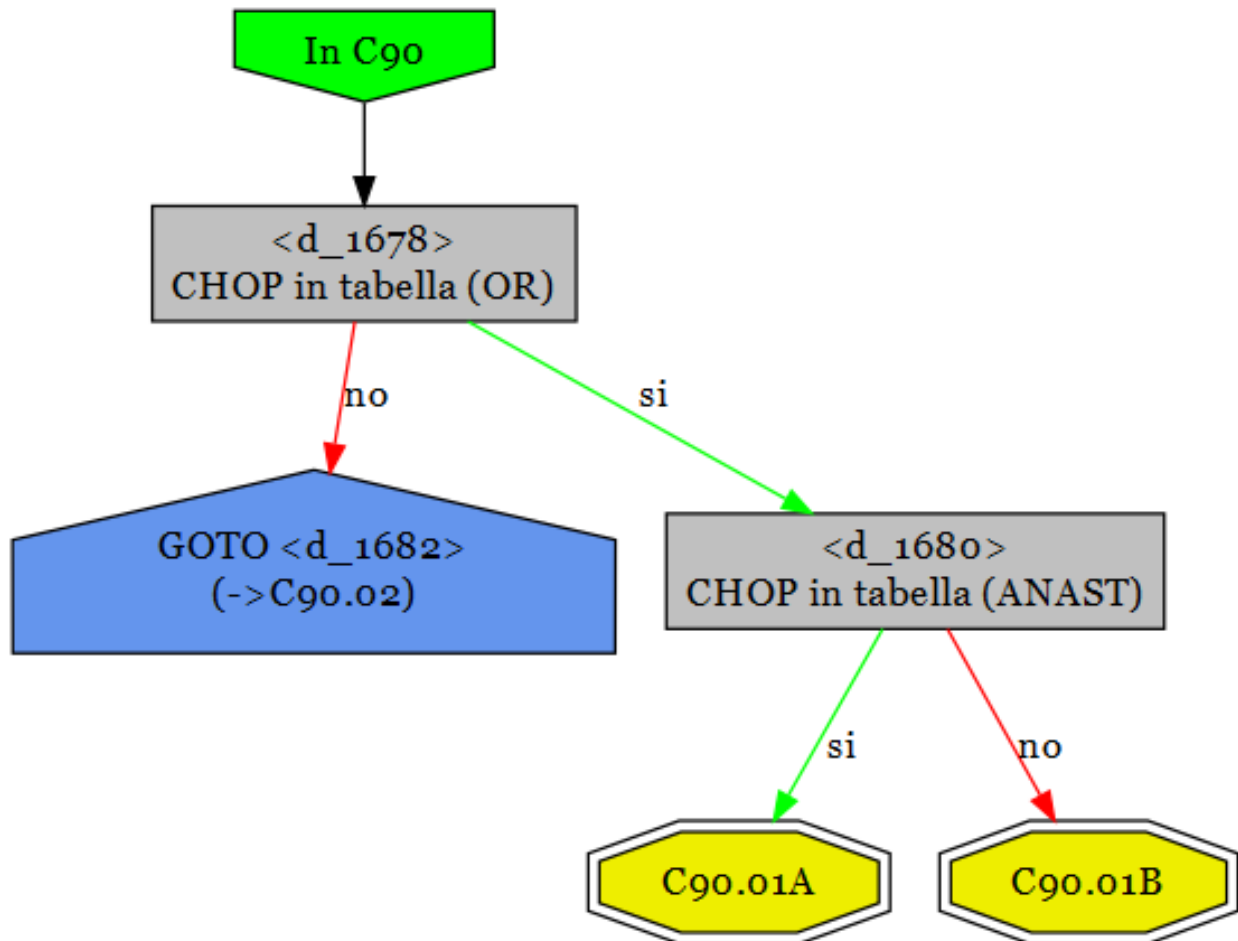 In C90
<d_1678>
CHOP in tabella (OR)
no
si
GOTO <d_1682>
(->C90.02)
<d_1680>
CHOP in tabella (ANAST)
si
no
C90.01A
C90.01B